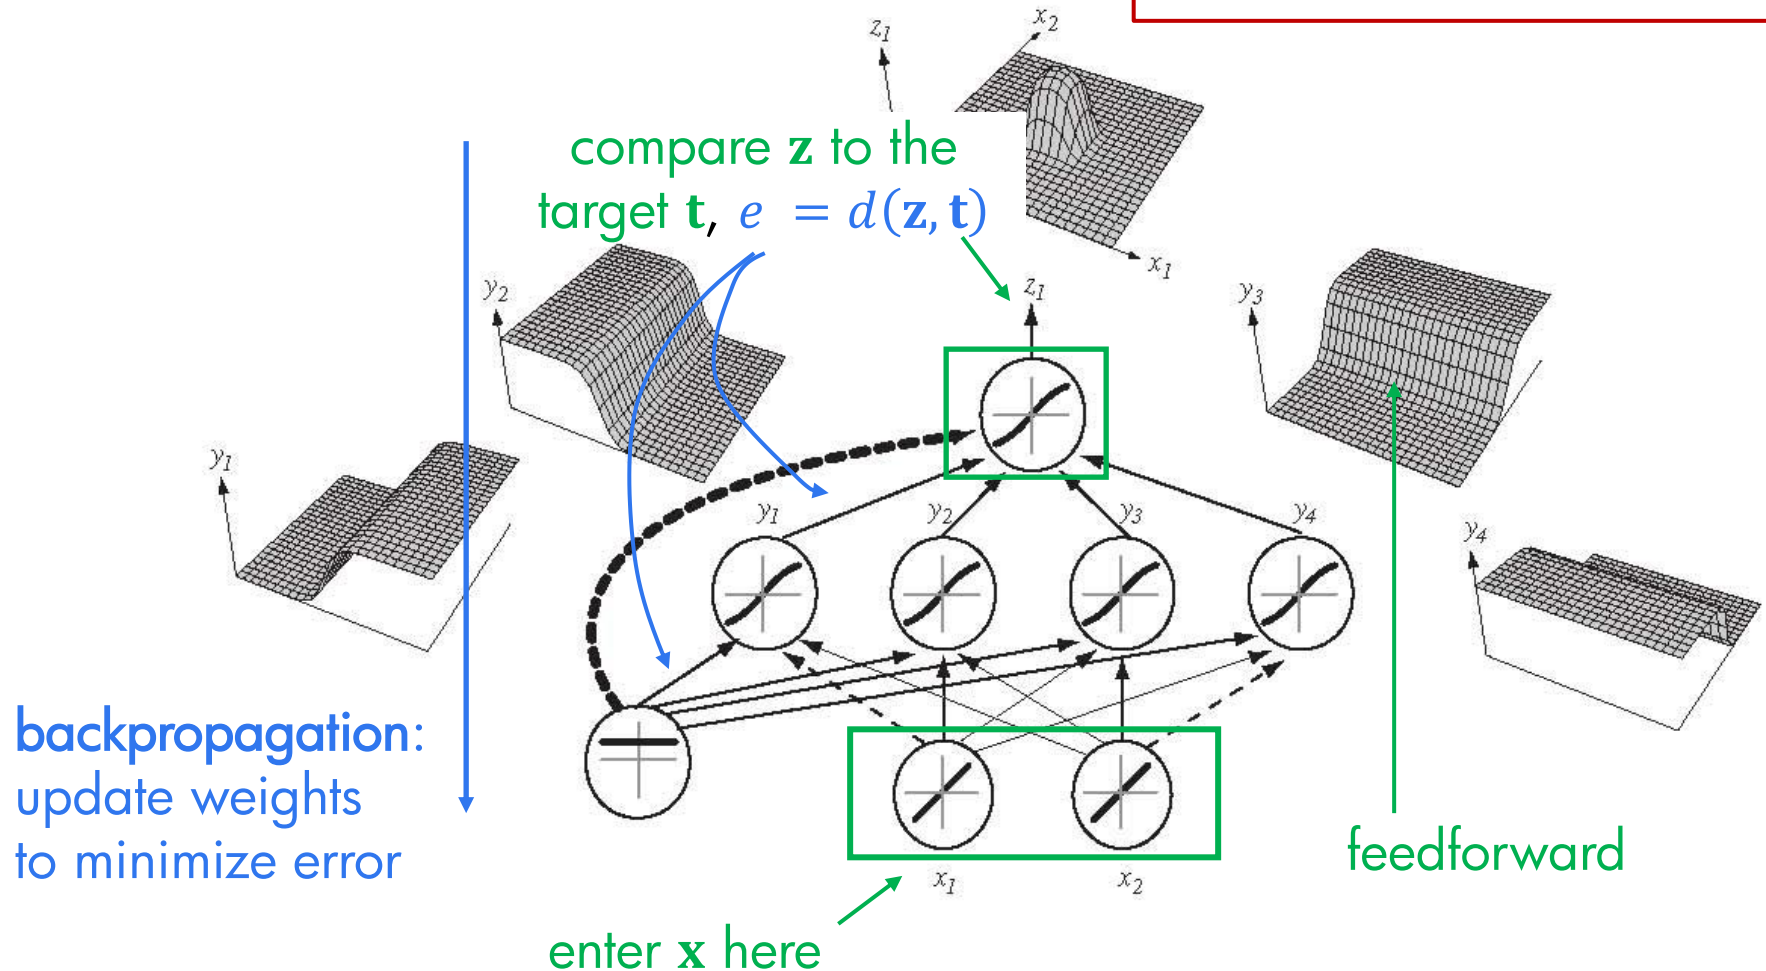 x2
z1
compare z to the
target t, e = d(z, t)
x1
y2
z1
y3
y1
y1
y2
y3
y4
y4
backpropagation:
update weights
to minimize error
feedforward
x1
x2
enter x here